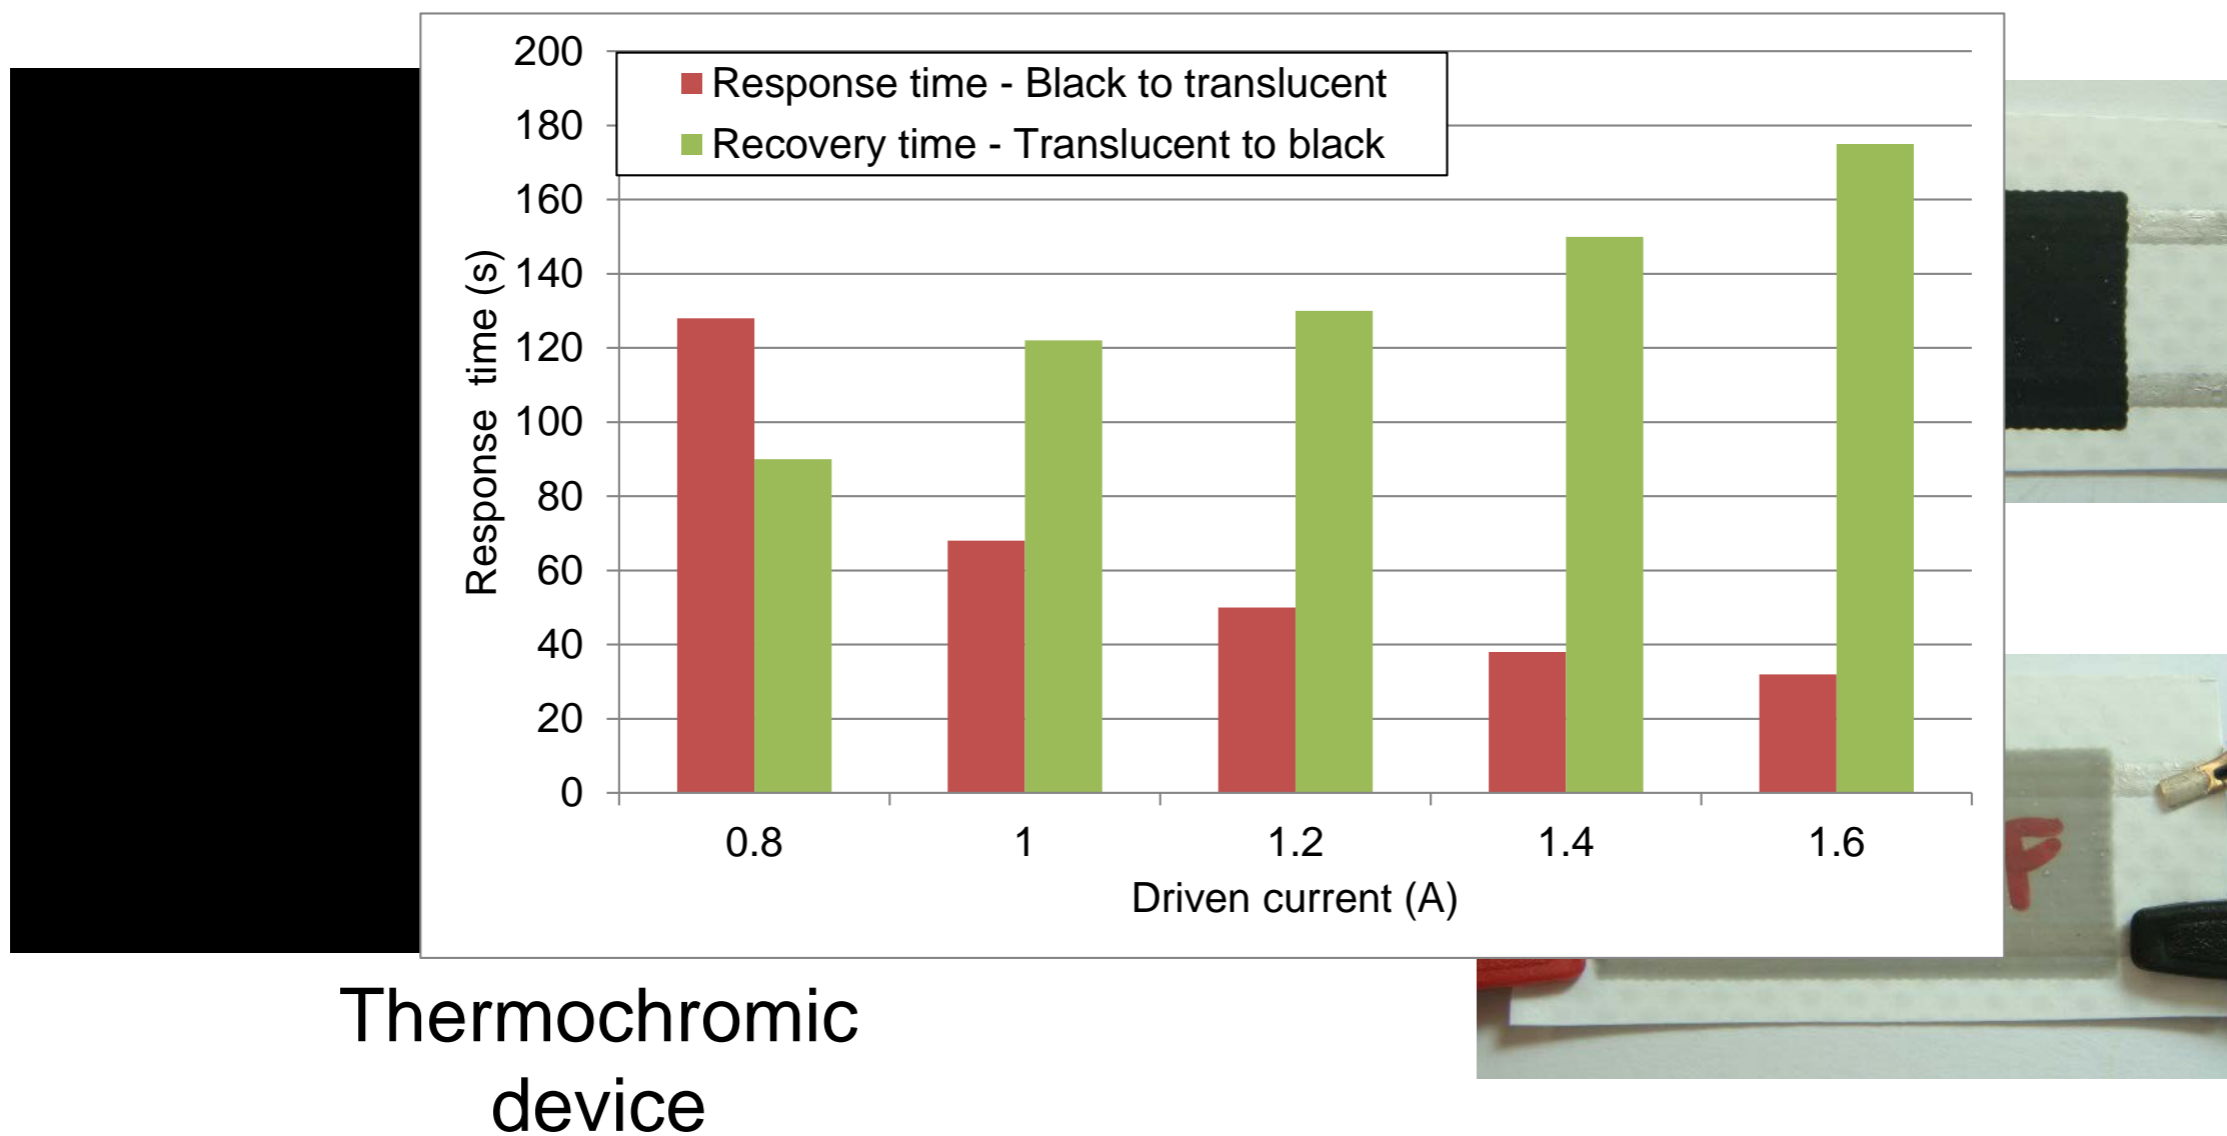 200
180
160
140
120
100
80
60
40
20
0
Response time (s)
Response time - Black to translucent
Recovery time - Translucent to black
0.8 1 1.2 1.4 1.6
Driven current (A)
F
Thermochromic
device